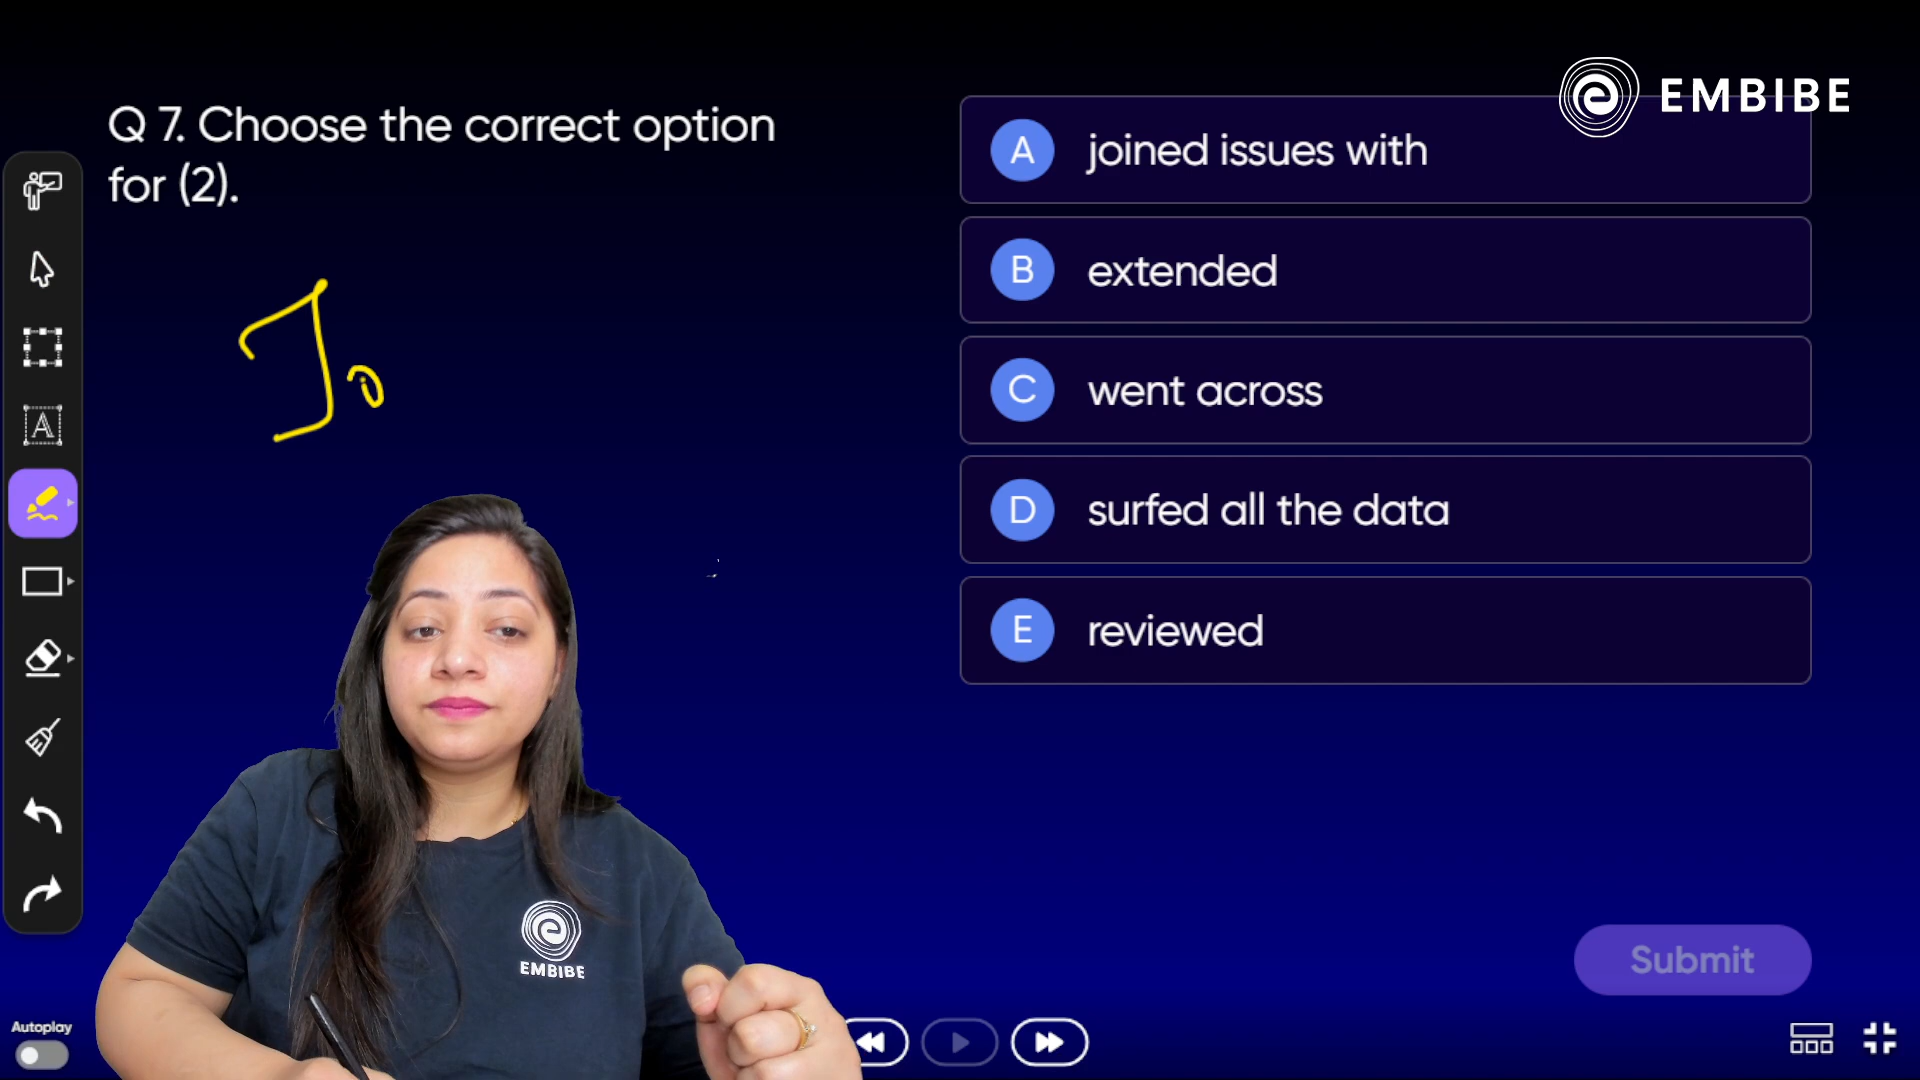 EMBIBE
Q 7. Choose the correct option
for (2).
A joined issues with
B extended
C went across
D surfed all the data
E reviewed
A
EMBIBE
Submit
Autoplay